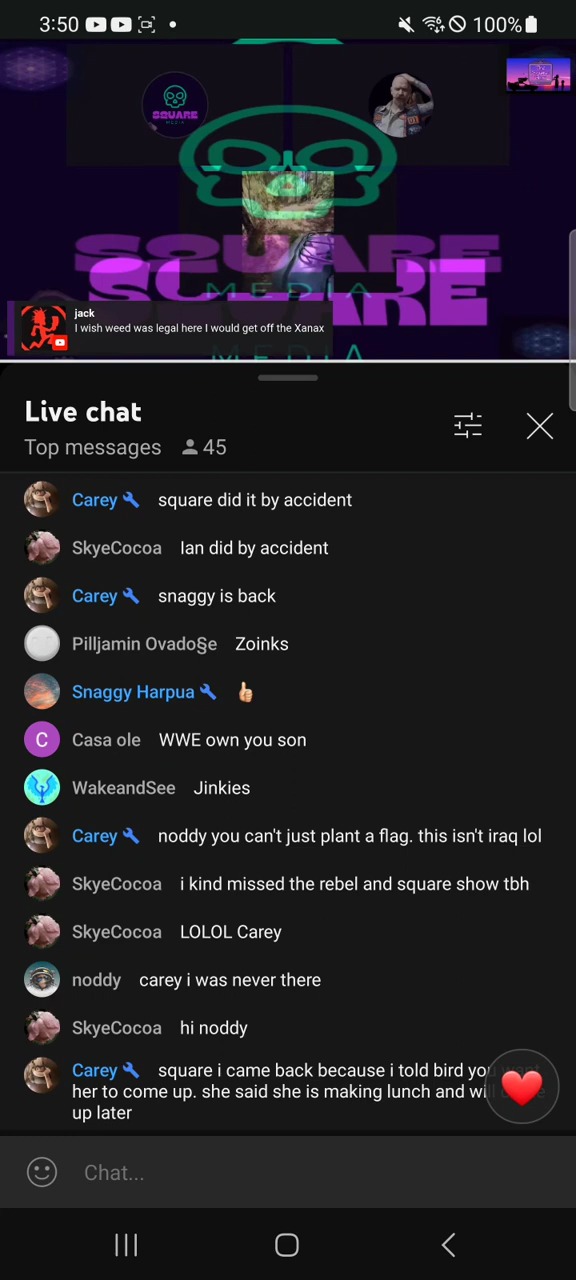 3:50
100%
SQUARE
MEDIA
SQUARE
MEDIA
SQUARE
MEDIA
jack
I wish weed was legal here I would get off the Xanax
Live chat
Top messages 45
Carey square did it by accident
SkyeCocoa Ian did by accident
Carey snaggy is back
Pilljamin Ovado§e Zoinks
Snaggy Harpua 👍🏻
C Casa ole WWE own you son
WakeandSee Jinkies
Carey noddy you can't just plant a flag. this isn't iraq lol
SkyeCocoa i kind missed the rebel and square show tbh
SkyeCocoa LOLOL Carey
noddy carey i was never there
SkyeCocoa hi noddy
Carey square i came back because i told bird you want
her to come up. she said she is making lunch and will
up later
Chat...